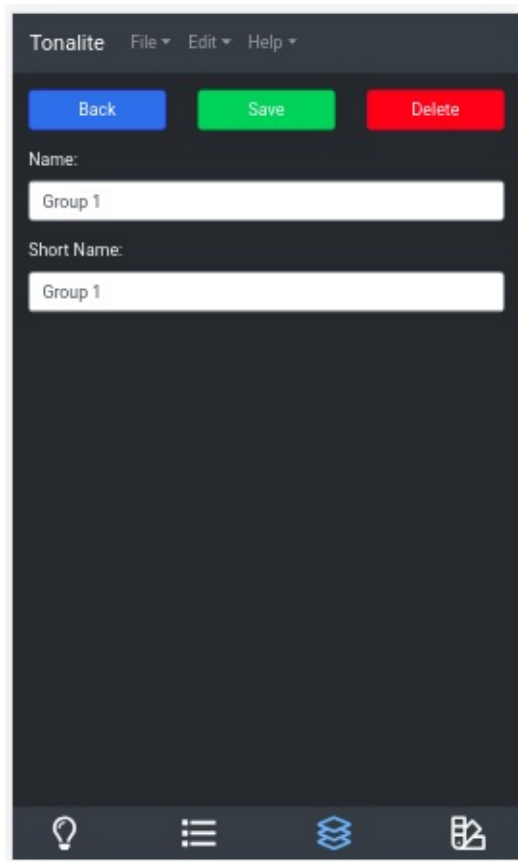 Tonalite File Edit Help
Back Save Delete
Name:
Group 1
Short Name:
Group 1